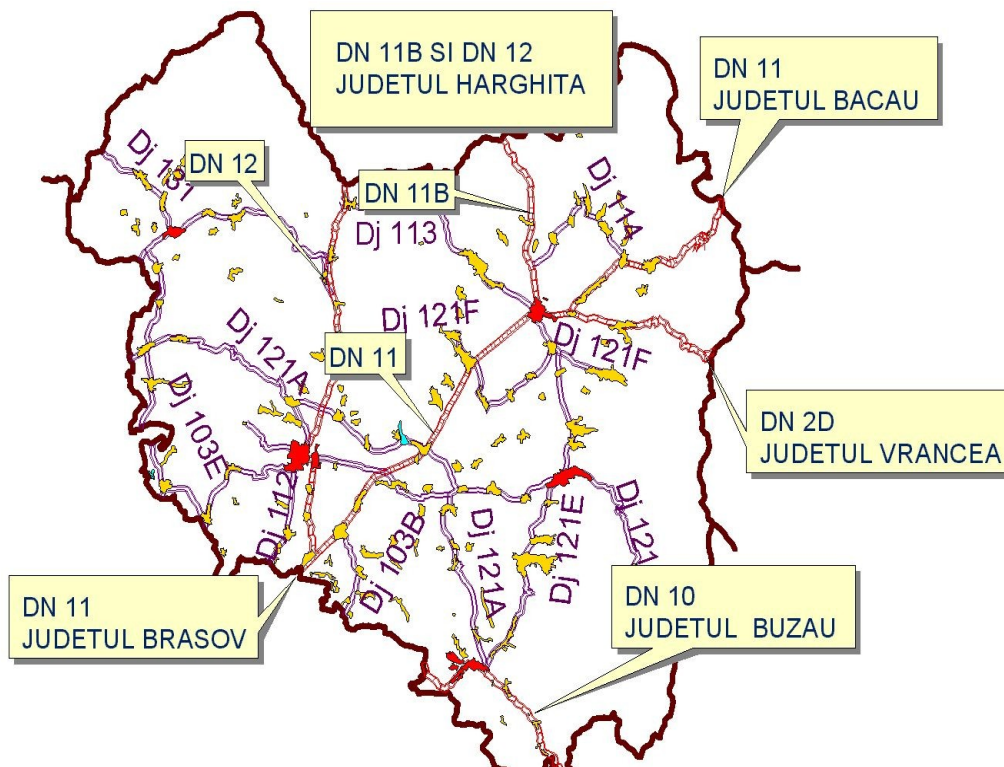 DN 11B SI DN 12
JUDETUL HARGHITA
DN 11
JUDETUL BACAU
Dj 131
DN 12
DN 11B
Dj 11A
Dj 113
Dj 121F
Dj 121F
Dj 121A
DN 11
DN 2D
JUDETUL VRANCEA
Dj 103E
Dj 112
Dj 103B
Dj 121A
Dj 121E
Dj 121
DN 11
JUDETUL BRASOV
DN 10
JUDETUL  BUZAU